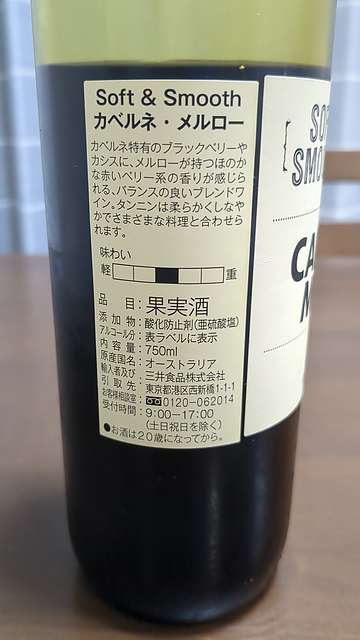 Soft & Smooth
カベルネ・メルロー
カベルネ特有のブラックベリーや
カシスに、メルローが持つほのか
な赤いベリー系の香りが感じら
れる、バランスの良いブレンドワ
イン。タンニンは柔らかくしなや
かでさまざまな料理と合わせら
れます。
味わい
軽 重
品目:果実酒
添加物:酸化防止剤(亜硫酸塩)
アルコール分:表ラベルに表示
内容量:750ml
原産国名:オーストラリア
輸入者及び 三井食品株式会社
引取先:東京都港区西新橋1-1-1
お客様相談室:0120-062014
受付時間:9:00-17:00
(土日祝日を除く)
●お酒は20歳になってから。